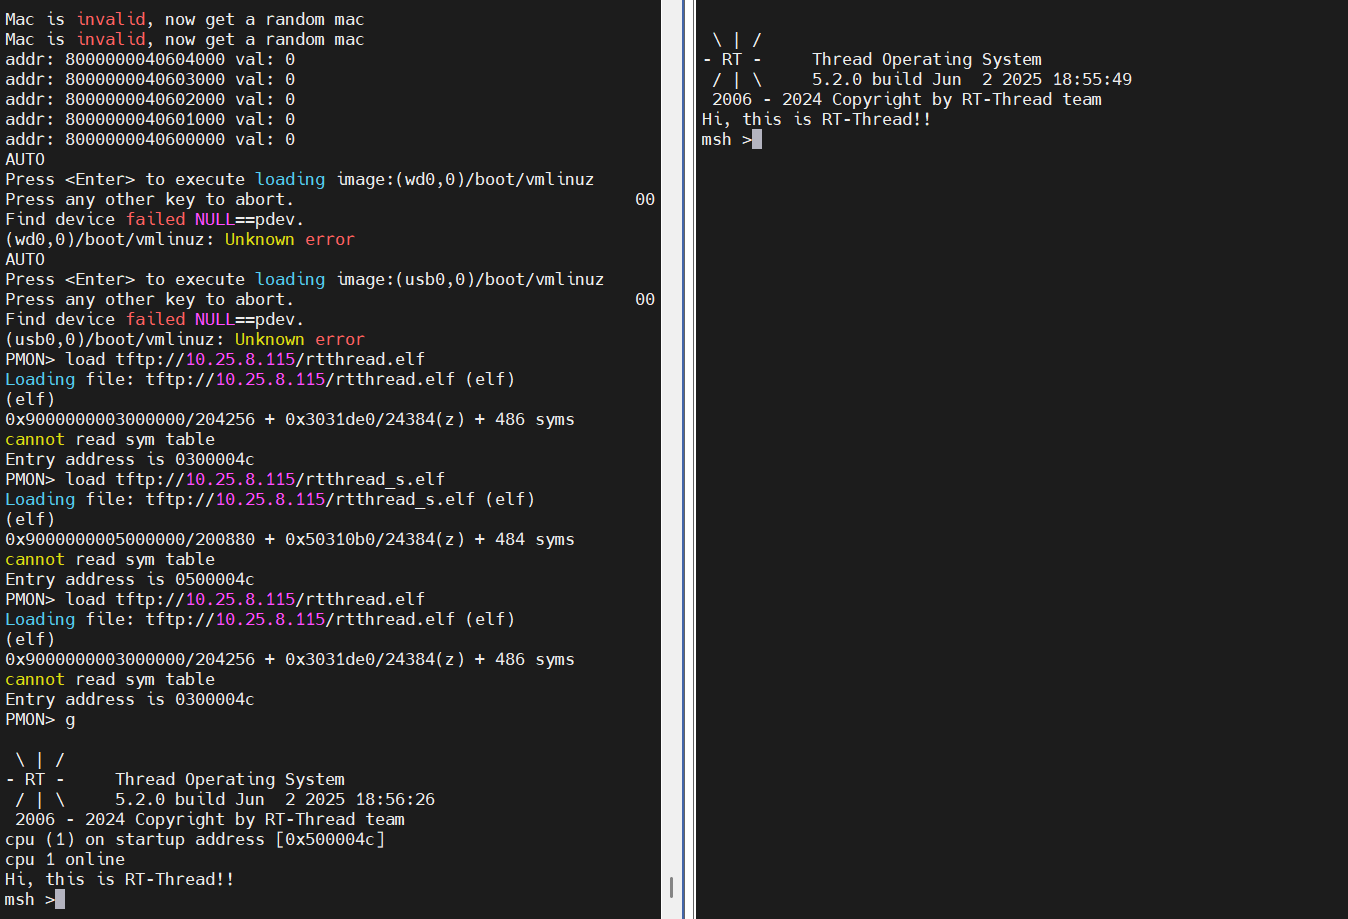 Mac is invalid, now get a random mac
Mac is invalid, now get a random mac
addr: 8000000040604000 val: 0
addr: 8000000040603000 val: 0
addr: 8000000040602000 val: 0
addr: 8000000040601000 val: 0
addr: 8000000040600000 val: 0
AUTO
Press <Enter> to execute loading image:(wd0,0)/boot/vmlinuz
Press any other key to abort.                                  00
Find device failed NULL==pdev.
(wd0,0)/boot/vmlinuz: Unknown error
AUTO
Press <Enter> to execute loading image:(usb0,0)/boot/vmlinuz
Press any other key to abort.                                  00
Find device failed NULL==pdev.
(usb0,0)/boot/vmlinuz: Unknown error
PMON> load tftp://10.25.8.115/rtthread.elf
Loading file: tftp://10.25.8.115/rtthread.elf (elf)
(elf)
0x9000000003000000/204256 + 0x3031de0/24384(z) + 486 syms
cannot read sym table
Entry address is 0300004c
PMON> load tftp://10.25.8.115/rtthread_s.elf
Loading file: tftp://10.25.8.115/rtthread_s.elf (elf)
(elf)
0x9000000005000000/200880 + 0x50310b0/24384(z) + 484 syms
cannot read sym table
Entry address is 0500004c
PMON> load tftp://10.25.8.115/rtthread.elf
Loading file: tftp://10.25.8.115/rtthread.elf (elf)
(elf)
0x9000000003000000/204256 + 0x3031de0/24384(z) + 486 syms
cannot read sym table
Entry address is 0300004c
PMON> g
 \ | /
- RT -     Thread Operating System
 / | \     5.2.0 build Jun  2 2025 18:56:26
 2006 - 2024 Copyright by RT-Thread team
cpu (1) on startup address [0x500004c]
cpu 1 online
Hi, this is RT-Thread!!
msh >
 \ | /
- RT -     Thread Operating System
 / | \     5.2.0 build Jun  2 2025 18:55:49
 2006 - 2024 Copyright by RT-Thread team
Hi, this is RT-Thread!!
msh >